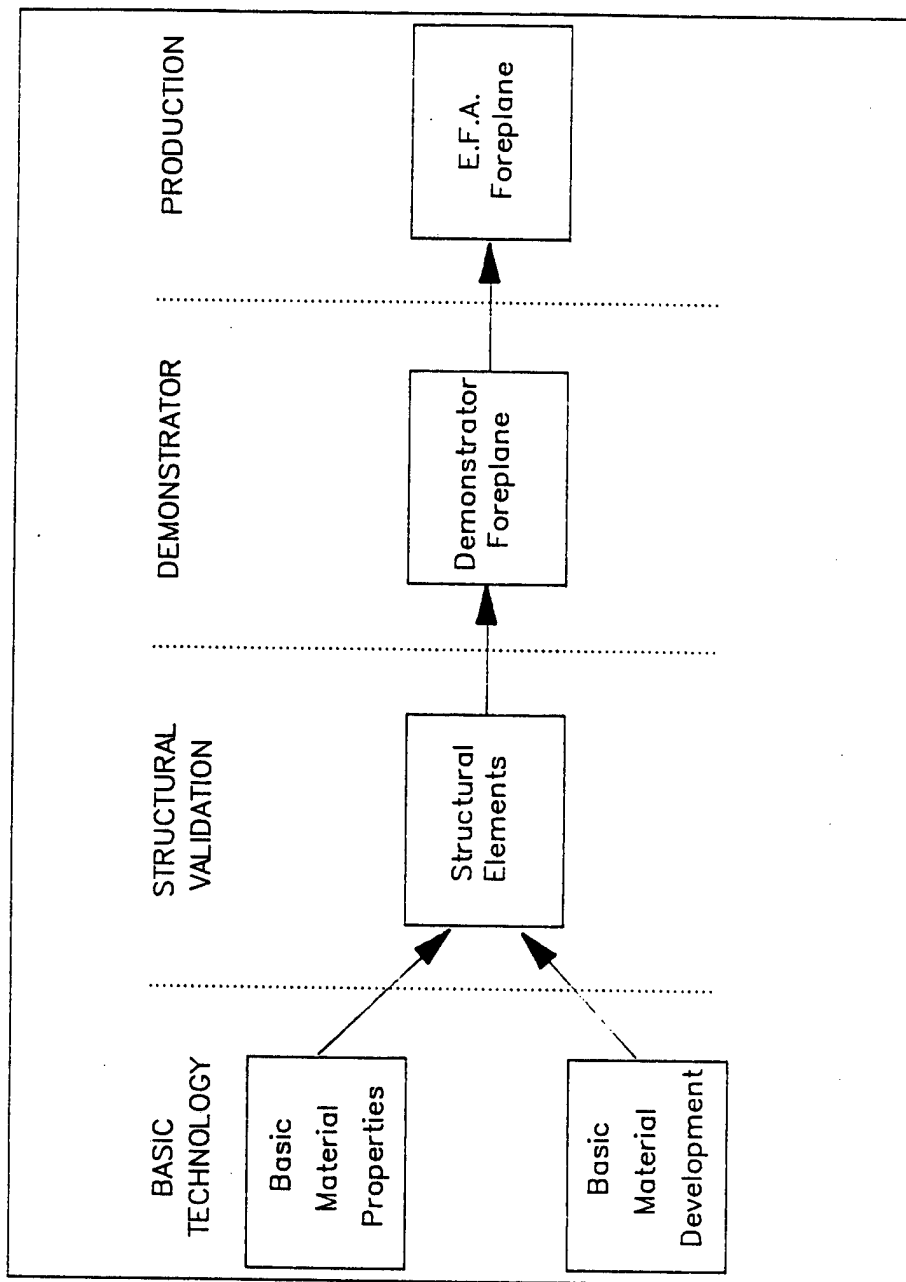 BASIC
TECHNOLOGY
STRUCTURAL
VALIDATION
DEMONSTRATOR
PRODUCTION
Basic
Material
Properties
Basic
Material
Development
Structural
Elements
Demonstrator
Foreplane
E.F.A.
Foreplane